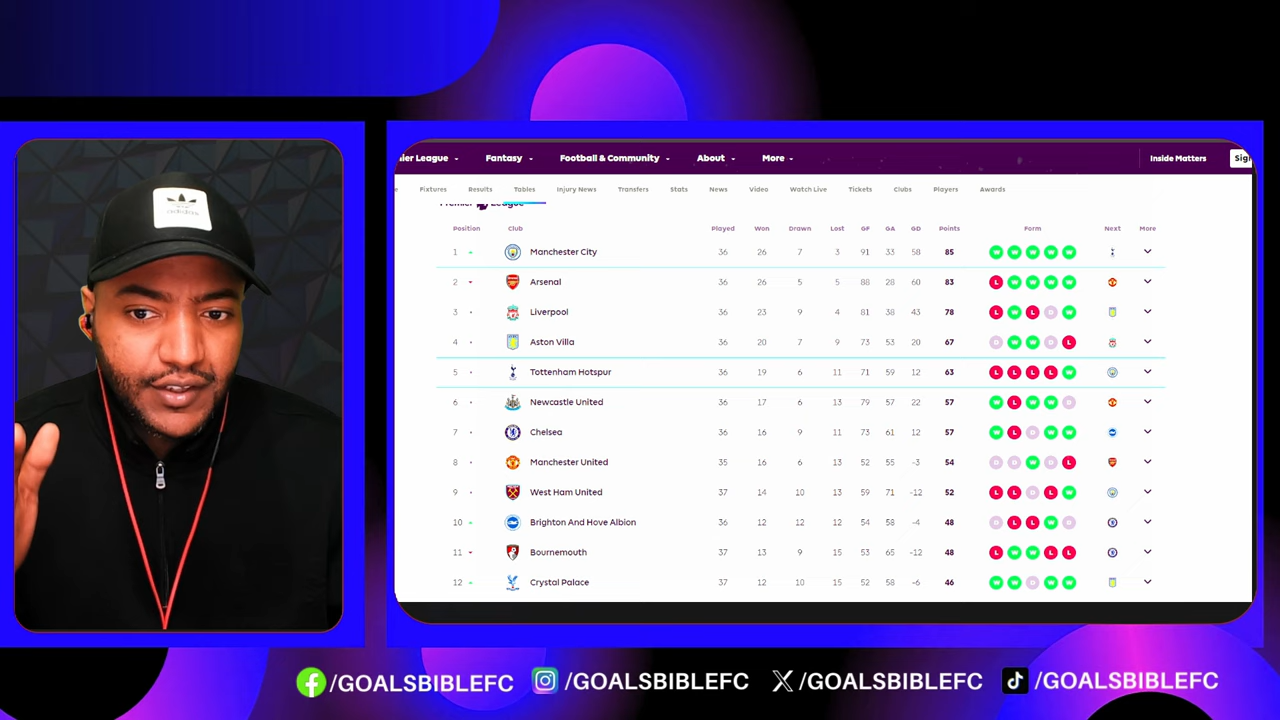 adidas
mier League Fantasy Football & Community About More Inside Matters Sign
Fixtures Results Tables Injury News Transfers Stats News Video Watch Live Tickets Clubs Players Awards
Premier League
Position Club Played Won Drawn Lost GF GA GD Points Form Next More
1 Manchester City 36 26 7 3 91 33 58 85 W W W W W
2 Arsenal 36 26 5 5 88 28 60 83 L W W W W
3 Liverpool 36 23 9 4 81 38 43 78 L W L D W
4 Aston Villa 36 20 7 9 73 53 20 67 D W W D L
5 Tottenham Hotspur 36 19 6 11 71 59 12 63 L L L L W
6 Newcastle United 36 17 6 13 79 57 22 57 W L W W D
7 Chelsea 36 16 9 11 73 61 12 57 W L D W W
8 Manchester United 35 16 6 13 52 55 -3 54 D D W D L
9 West Ham United 37 14 10 13 59 71 -12 52 L L D L W
10 Brighton And Hove Albion 36 12 12 12 54 58 -4 48 D L L W D
11 Bournemouth 37 13 9 15 53 65 -12 48 L W W L L
12 Crystal Palace 37 12 10 15 52 58 -6 46 W W D W W
/GOALSBIBLEFC /GOALSBIBLEFC /GOALSBIBLEFC /GOALSBIBLEFC